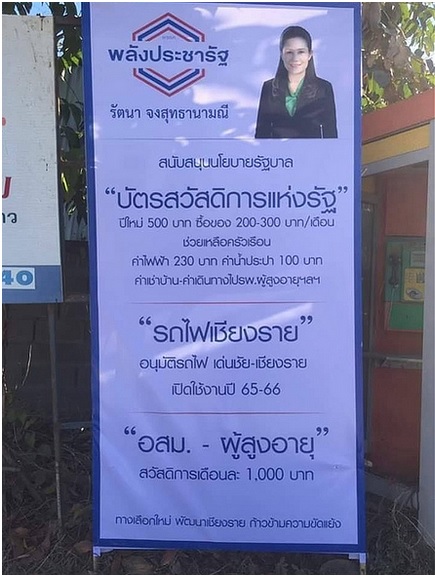 พลังประชารัฐ
รัตนา จงสุทธานามณี
สนับสนุนนโยบายรัฐบาล
“บัตรสวัสดิการแห่งรัฐ”
ปีใหม่ 500 บาท ซื้อของ 200-300 บาท/เดือน
ช่วยเหลือครัวเรือน
ค่าไฟฟ้า 230 บาท ค่าน้ำประปา 100 บาท
ค่าเช่าบ้าน-ค่าเดินทางไปรพ.ผู้สูงอายุฯลฯ
“รถไฟเชียงราย”
อนุมัติรถไฟ เด่นชัย-เชียงราย
เปิดใช้งานปี 65-66
“อสม. - ผู้สูงอายุ”
สวัสดิการเดือนละ 1,000 บาท
ทางเลือกใหม่ พัฒนาเชียงราย ก้าวข้ามความขัดแย้ง
40